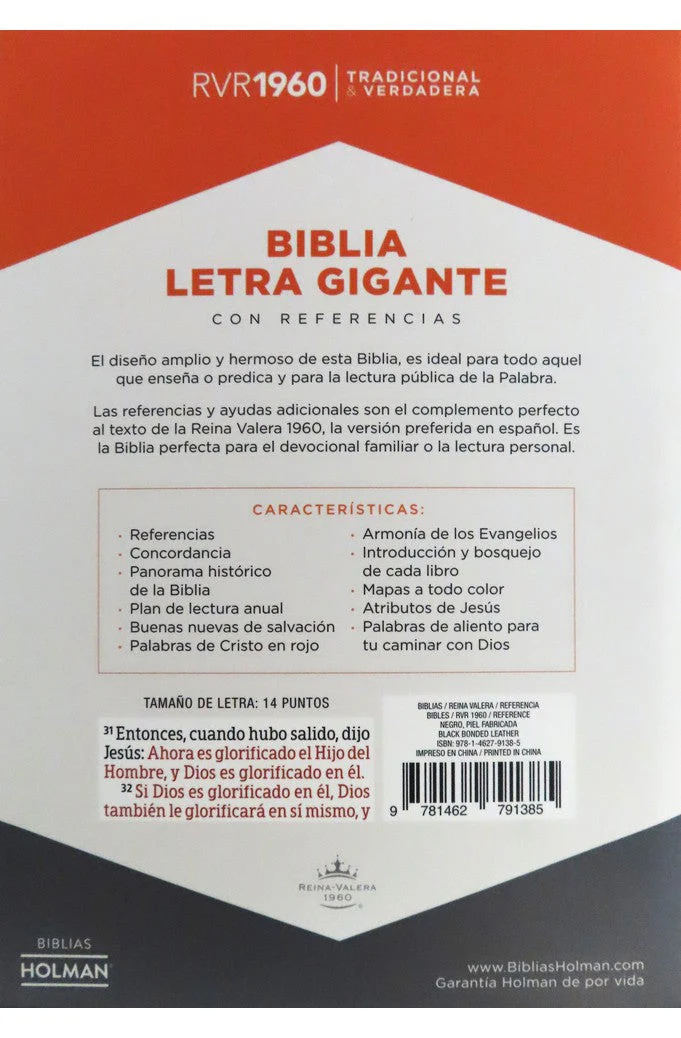 RVR1960 | TRADICIONAL
& VERDADERA
BIBLIA
LETRA GIGANTE
CON REFERENCIAS
El diseño amplio y hermoso de esta Biblia, es ideal para todo aquel
que enseña o predica y para la lectura pública de la Palabra.
Las referencias y ayudas adicionales son el complemento perfecto
al texto de la Reina Valera 1960, la versión preferida en español. Es
la Biblia perfecta para el devocional familiar o la lectura personal.
CARACTERÍSTICAS:
· Referencias
· Concordancia
· Panorama histórico
de la Biblia
· Plan de lectura anual
· Buenas nuevas de salvación
· Palabras de Cristo en rojo
· Armonía de los Evangelios
· Introducción y bosquejo
de cada libro
· Mapas a todo color
· Atributos de Jesús
· Palabras de aliento para
tu caminar con Dios
TAMAÑO DE LETRA: 14 PUNTOS
31 Entonces, cuando hubo salido, dijo
Jesús: Ahora es glorificado el Hijo del
Hombre, y Dios es glorificado en él.
32 Si Dios es glorificado en él, Dios
también le glorificará en sí mismo, y
BIBLIAS / REINA VALERA / REFERENCIA
BIBLES / RVR 1960 / REFERENCE
NEGRO, PIEL FABRICADA
BLACK BONDED LEATHER
ISBN: 978-1-4627-9138-5
IMPRESO EN CHINA / PRINTED IN CHINA
9 781462 791385
REINA-VALERA
1960
BIBLIAS
HOLMAN
www.BibliasHolman.com
Garantía Holman de por vida